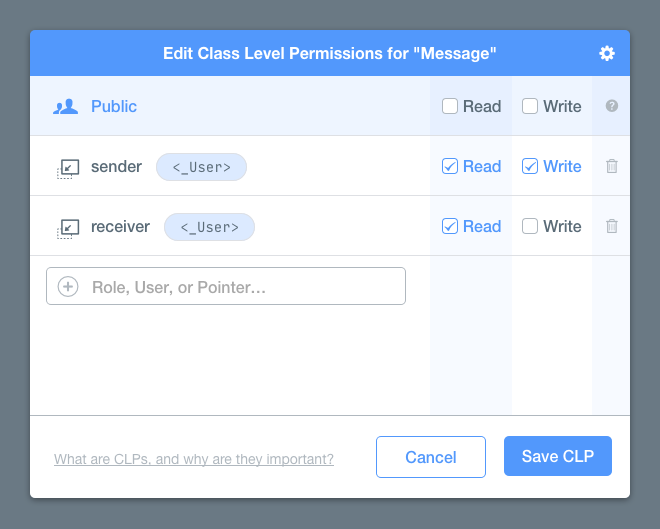 Edit Class Level Permissions for "Message"
Public Read Write ?
sender <_User> Read Write
receiver <_User> Read Write
Role, User, or Pointer...
What are CLPs, and why are they important? Cancel Save CLP